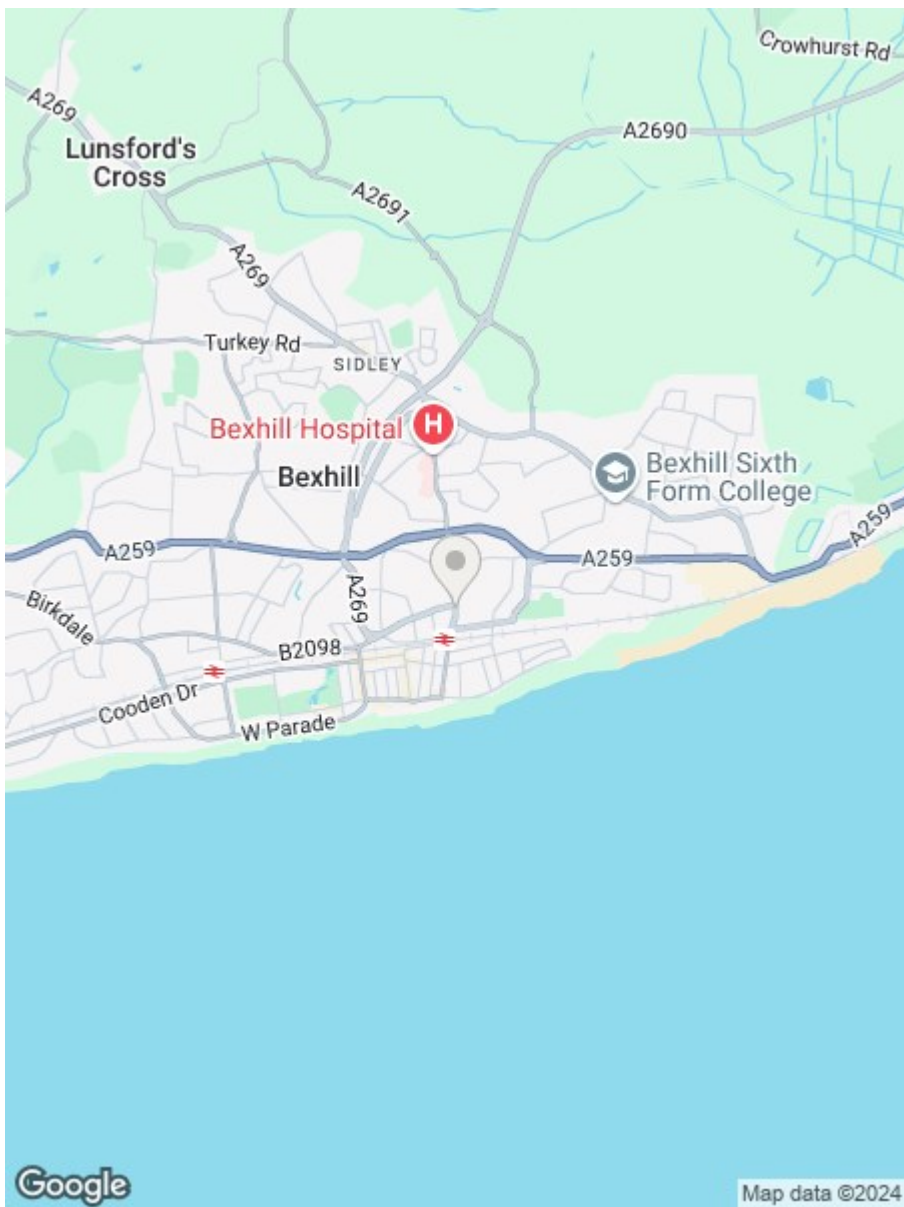 Crowhurst Rd
A269
A2690
Lunsford's
Cross
A2691
A269
Turkey Rd
SIDLEY
H
Bexhill Hospital
Bexhill
Bexhill Sixth
Form College
A259
A259
A259
A269
Birkdale
B2098
Cooden Dr
W Parade
Google
Map data ©2024